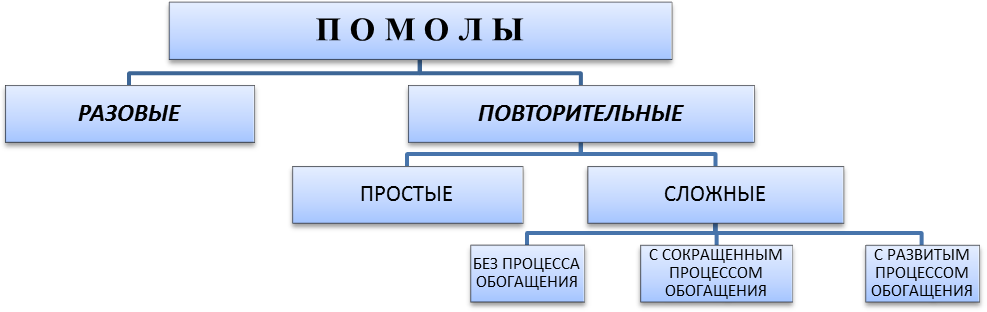 П О М О Л Ы
РАЗОВЫЕ
ПОВТОРИТЕЛЬНЫЕ
ПРОСТЫЕ
СЛОЖНЫЕ
БЕЗ ПРОЦЕССА
ОБОГАЩЕНИЯ
С СОКРАЩЕННЫМ
ПРОЦЕССОМ
ОБОГАЩЕНИЯ
С РАЗВИТЫМ
ПРОЦЕССОМ
ОБОГАЩЕНИЯ